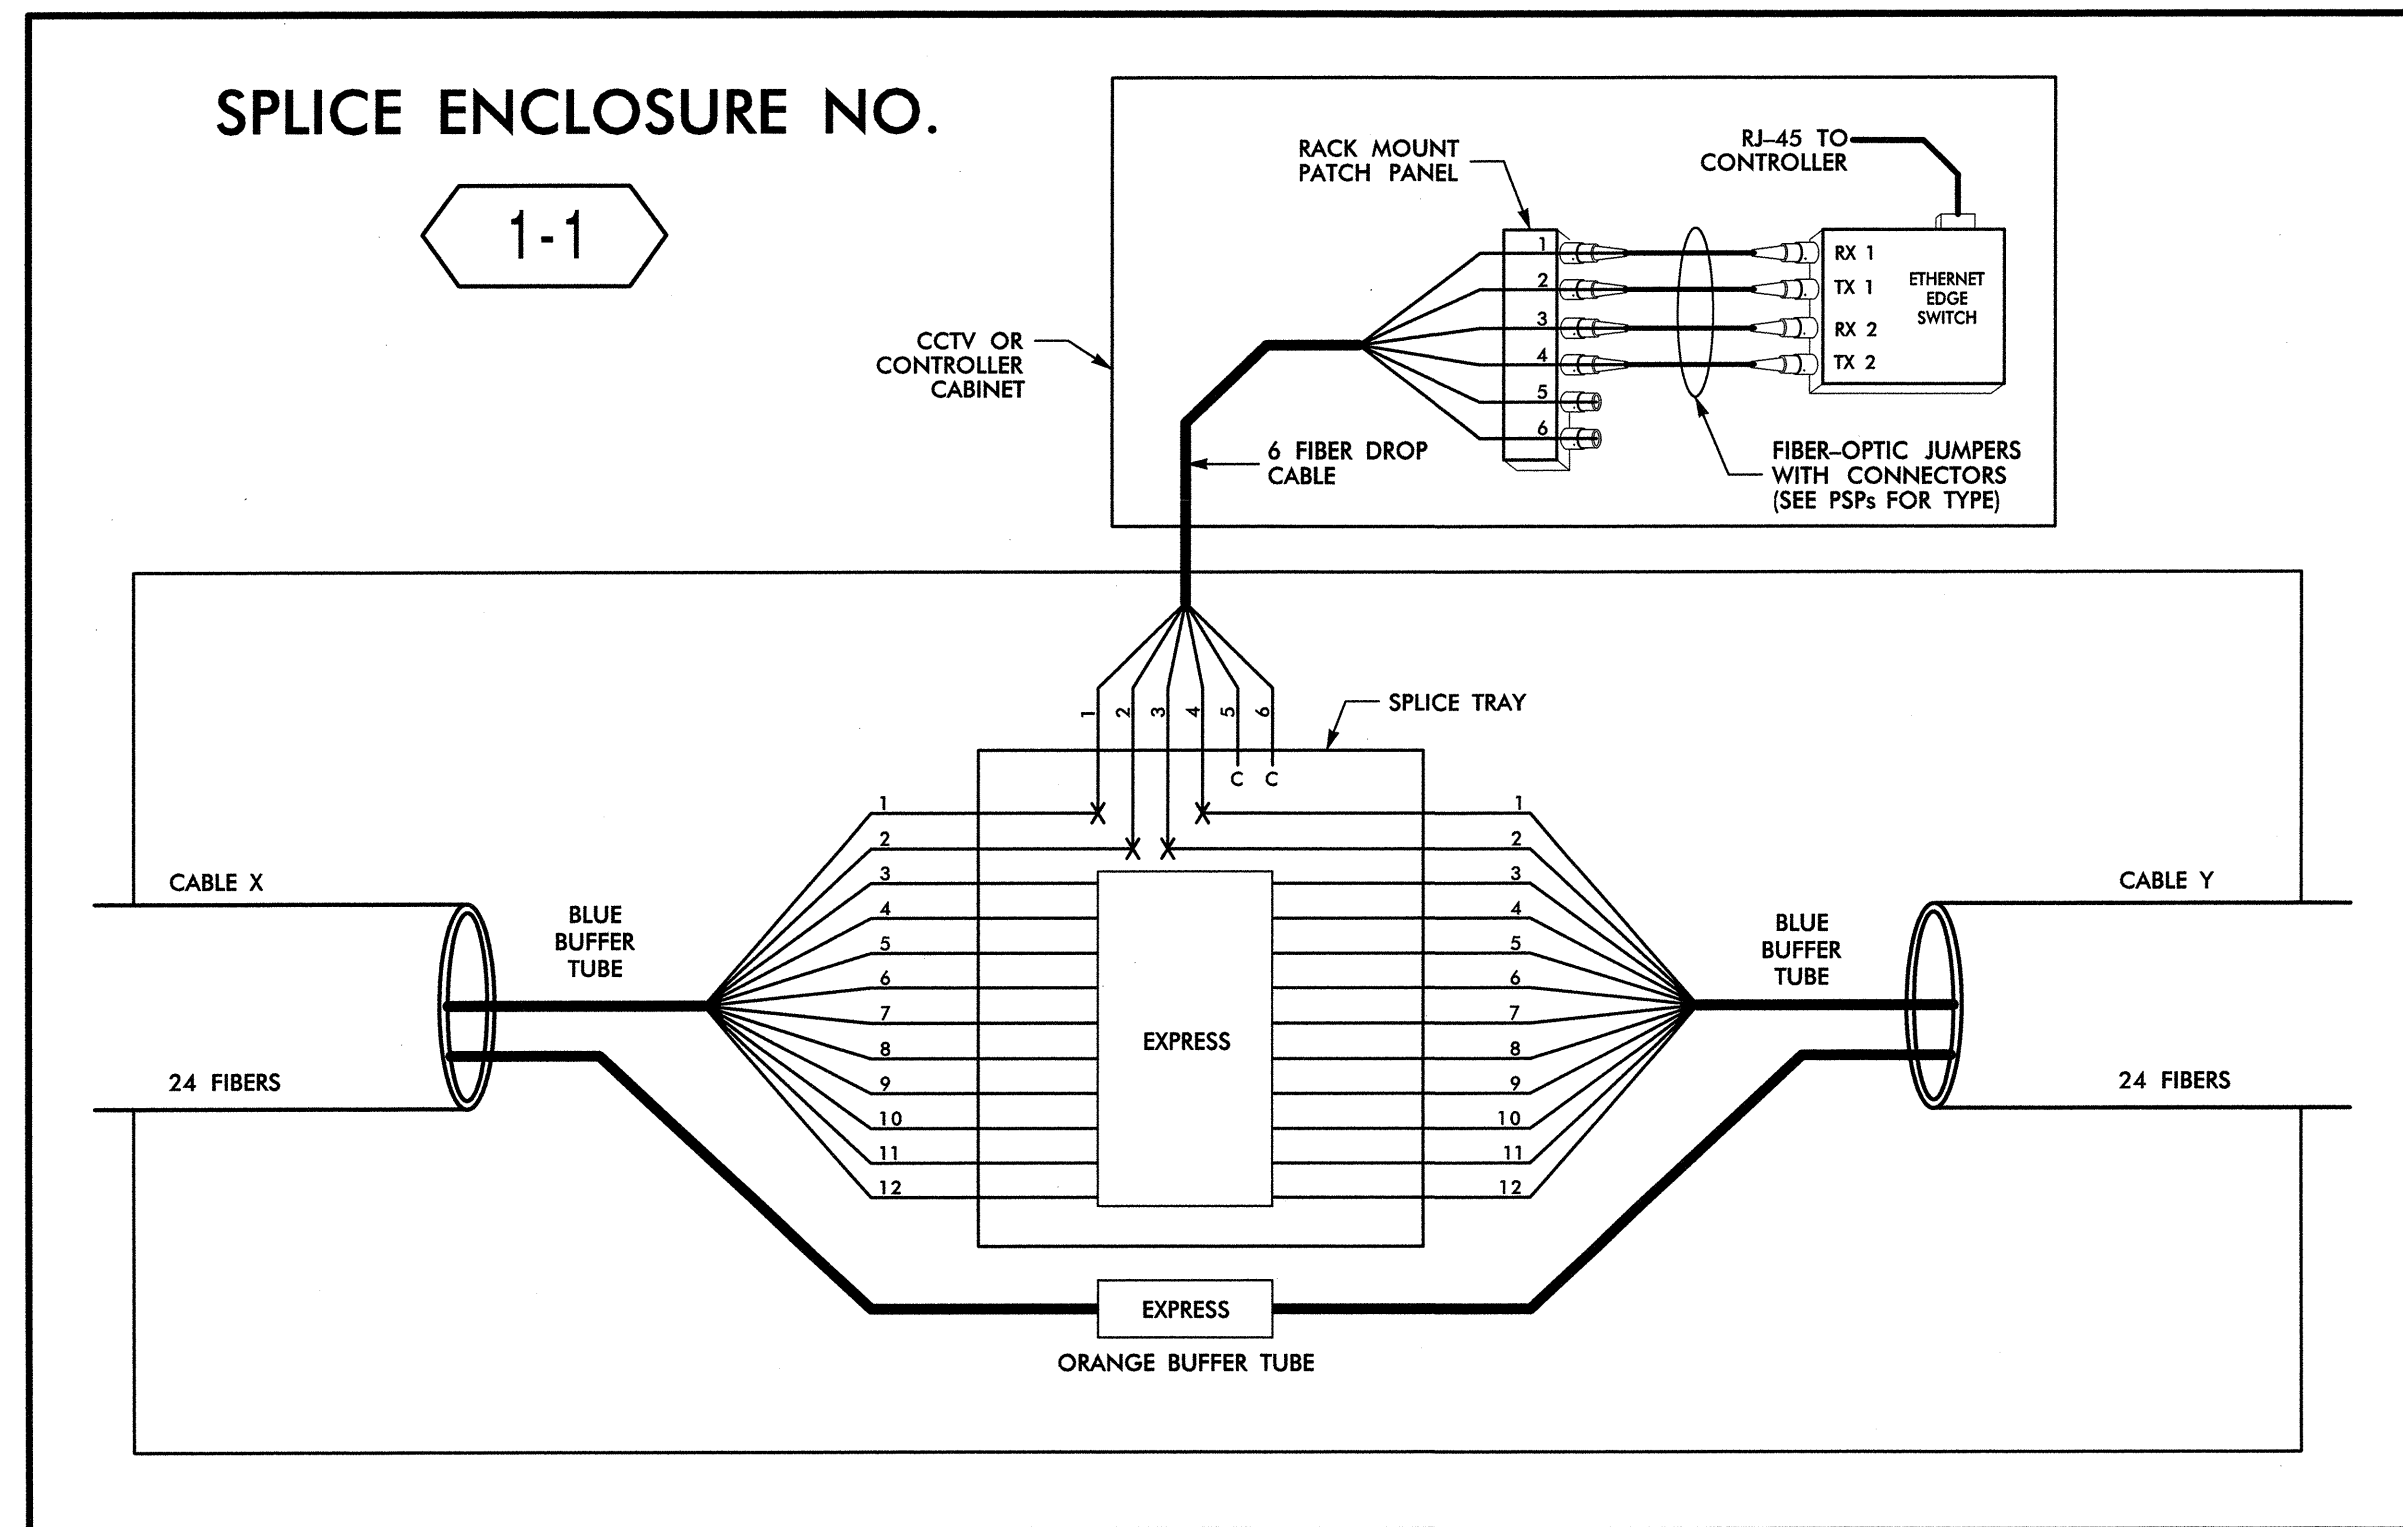 SPLICE ENCLOSURE NO.
1-1
RACK MOUNT
PATCH PANEL
RJ-45 TO
CONTROLLER
CCTV OR
CONTROLLER
CABINET
1
2
3
4
5
6
RX 1
TX 1
RX 2
TX 2
ETHERNET
EDGE
SWITCH
6 FIBER DROP
CABLE
FIBER-OPTIC JUMPERS
WITH CONNECTORS
(SEE PSPs FOR TYPE)
1 2 3 4 5 6
SPLICE TRAY
C C
CABLE X
24 FIBERS
BLUE
BUFFER
TUBE
1
2
3
4
5
6
7
8
9
10
11
12
EXPRESS
1
2
3
4
5
6
7
8
9
10
11
12
BLUE
BUFFER
TUBE
CABLE Y
24 FIBERS
EXPRESS
ORANGE BUFFER TUBE